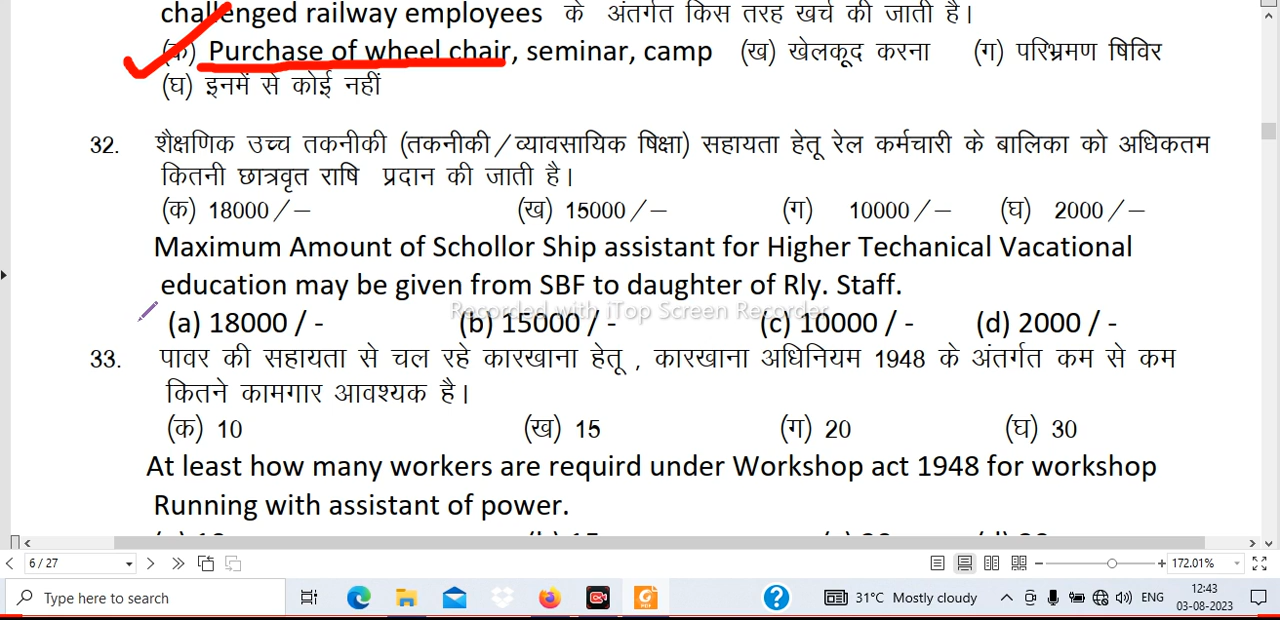 challenged railway employees के अंतर्गत किस तरह खर्च की जाती है।
(क) Purchase of wheel chair, seminar, camp (ख) खेलकूद करना (ग) परिभ्रमण षिविर
(घ) इनमें से कोई नहीं
32. शैक्षणिक उच्च तकनीकी (तकनीकी/व्यावसायिक षिक्षा) सहायता हेतू रेल कर्मचारी के बालिका को अधिकतम
कितनी छात्रवृत राषि प्रदान की जाती है।
(क) 18000/– (ख) 15000/– (ग) 10000/– (घ) 2000/–
Maximum Amount of Schollor Ship assistant for Higher Techanical Vacational
education may be given from SBF to daughter of Rly. Staff.
Recorded with iTop Screen Recorder
(a) 18000 / - (b) 15000 / - (c) 10000 / - (d) 2000 / -
33. पावर की सहायता से चल रहे कारखाना हेतू , कारखाना अधिनियम 1948 के अंतर्गत कम से कम
कितने कामगार आवश्यक है।
(क) 10 (ख) 15 (ग) 20 (घ) 30
At least how many workers are requird under Workshop act 1948 for workshop
Running with assistant of power.
6 / 27 172.01%
Type here to search 31°C Mostly cloudy ENG 12:43
03-08-2023